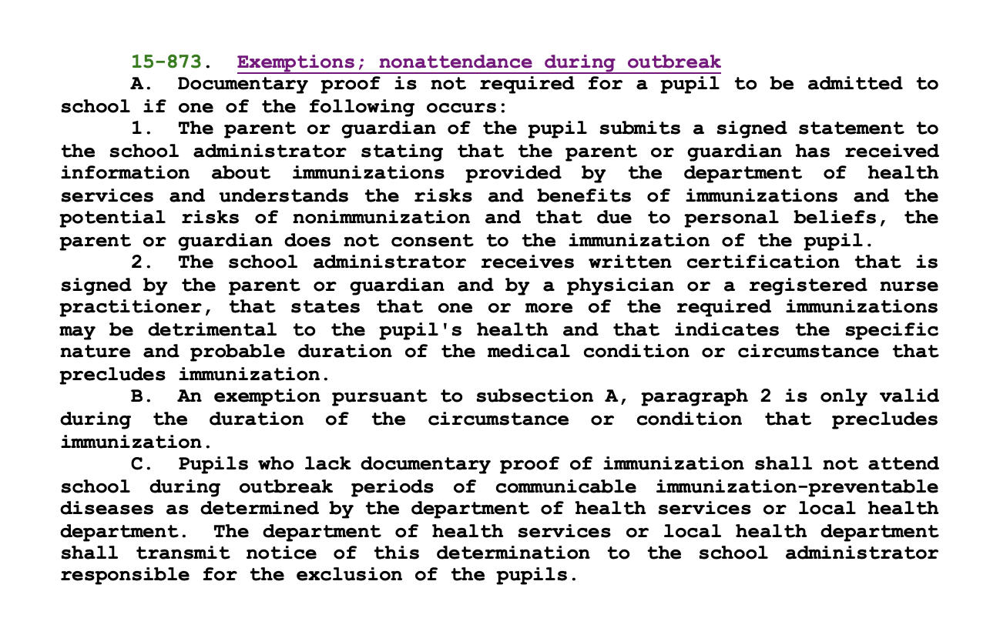 15-873. Exemptions; nonattendance during outbreak
A. Documentary proof is not required for a pupil to be admitted to
school if one of the following occurs:
1. The parent or guardian of the pupil submits a signed statement to
the school administrator stating that the parent or guardian has received
information about immunizations provided by the department of health
services and understands the risks and benefits of immunizations and the
potential risks of nonimmunization and that due to personal beliefs, the
parent or guardian does not consent to the immunization of the pupil.
2. The school administrator receives written certification that is
signed by the parent or guardian and by a physician or a registered nurse
practitioner, that states that one or more of the required immunizations
may be detrimental to the pupil's health and that indicates the specific
nature and probable duration of the medical condition or circumstance that
precludes immunization.
B. An exemption pursuant to subsection A, paragraph 2 is only valid
during the duration of the circumstance or condition that precludes
immunization.
C. Pupils who lack documentary proof of immunization shall not attend
school during outbreak periods of communicable immunization-preventable
diseases as determined by the department of health services or local health
department. The department of health services or local health department
shall transmit notice of this determination to the school administrator
responsible for the exclusion of the pupils.